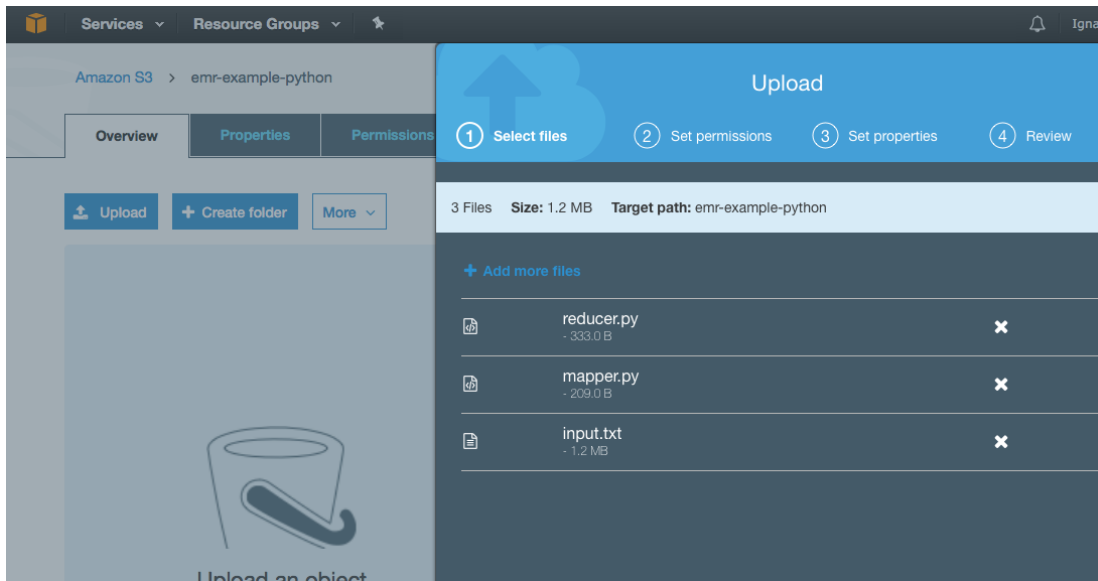 Services Resource Groups Igna
Amazon S3 > emr-example-python
Overview Properties Permissions
Upload + Create folder More
Upload an object
Upload
1 Select files 2 Set permissions 3 Set properties 4 Review
3 Files Size: 1.2 MB Target path: emr-example-python
+ Add more files
reducer.py
- 333.0 B
mapper.py
- 209.0 B
input.txt
- 1.2 MB